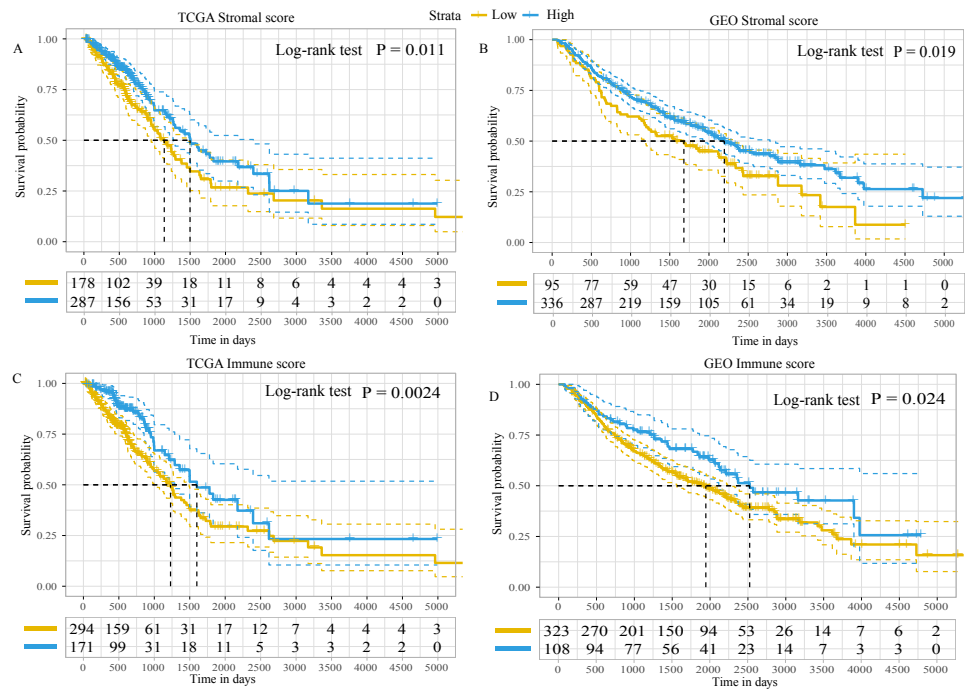 TCGA Stromal score
Strata Low High
GEO Stromal score
A
Log-rank test P = 0.011
Survival probability
1.00
0.75
0.50
0.25
0.00
0 500 1000 1500 2000 2500 3000 3500 4000 4500 5000
178 102 39 18 11 8 6 4 4 4 3
287 156 53 31 17 9 4 3 2 2 0
0 500 1000 1500 2000 2500 3000 3500 4000 4500 5000
Time in days
B
Log-rank test P = 0.019
Survival probability
1.00
0.75
0.50
0.25
0.00
0 500 1000 1500 2000 2500 3000 3500 4000 4500 5000
95 77 59 47 30 15 6 2 1 1 0
336 287 219 159 105 61 34 19 9 8 2
0 500 1000 1500 2000 2500 3000 3500 4000 4500 5000
Time in days
TCGA Immune score
C
Log-rank test P = 0.0024
Survival probability
1.00
0.75
0.50
0.25
0.00
0 500 1000 1500 2000 2500 3000 3500 4000 4500 5000
294 159 61 31 17 12 7 4 4 4 3
171 99 31 18 11 5 3 3 2 2 0
0 500 1000 1500 2000 2500 3000 3500 4000 4500 5000
Time in days
GEO Immune score
D
Log-rank test P = 0.024
Survival probability
1.00
0.75
0.50
0.25
0.00
0 500 1000 1500 2000 2500 3000 3500 4000 4500 5000
323 270 201 150 94 53 26 14 7 6 2
108 94 77 56 41 23 14 7 3 3 0
0 500 1000 1500 2000 2500 3000 3500 4000 4500 5000
Time in days